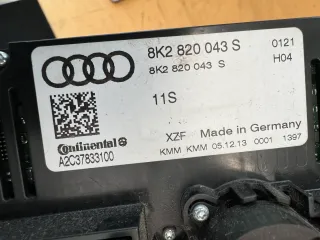 8K2 820 043 S 0121
8K2 820 043 S H04
11S
Continental
A2C37833100
XZF Made in Germany
KMM KMM 05.12.13 0001 1397